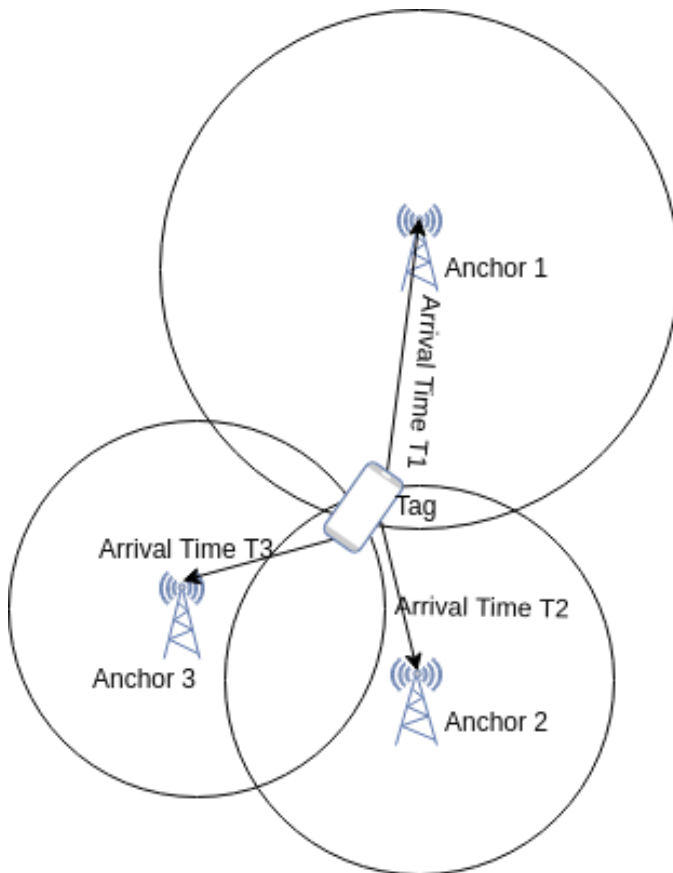 Anchor 1
Arrival Time T1
Tag
Arrival Time T3
Arrival Time T2
Anchor 3
Anchor 2